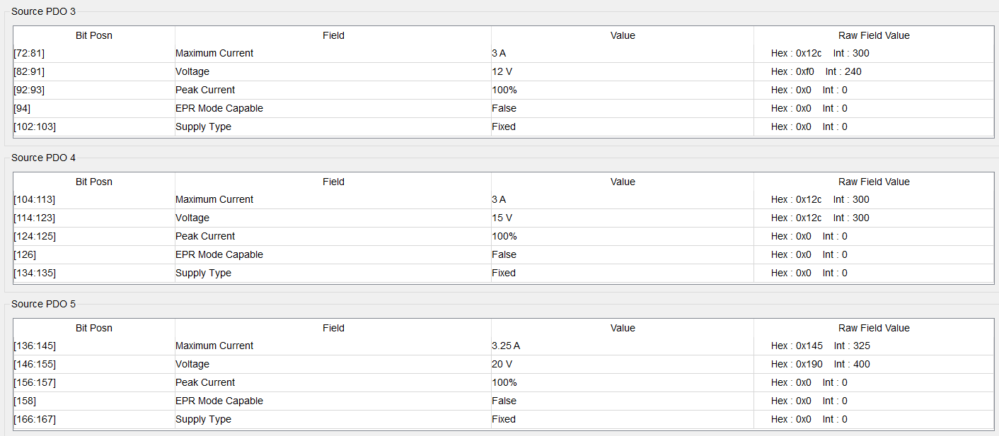 Source PDO 3
Bit Posn Field Value Raw Field Value
[72:81] Maximum Current 3 A Hex : 0x12c Int : 300
[82:91] Voltage 12 V Hex : 0xf0 Int : 240
[92:93] Peak Current 100% Hex : 0x0 Int : 0
[94] EPR Mode Capable False Hex : 0x0 Int : 0
[102:103] Supply Type Fixed Hex : 0x0 Int : 0
Source PDO 4
Bit Posn Field Value Raw Field Value
[104:113] Maximum Current 3 A Hex : 0x12c Int : 300
[114:123] Voltage 15 V Hex : 0x12c Int : 300
[124:125] Peak Current 100% Hex : 0x0 Int : 0
[126] EPR Mode Capable False Hex : 0x0 Int : 0
[134:135] Supply Type Fixed Hex : 0x0 Int : 0
Source PDO 5
Bit Posn Field Value Raw Field Value
[136:145] Maximum Current 3.25 A Hex : 0x145 Int : 325
[146:155] Voltage 20 V Hex : 0x190 Int : 400
[156:157] Peak Current 100% Hex : 0x0 Int : 0
[158] EPR Mode Capable False Hex : 0x0 Int : 0
[166:167] Supply Type Fixed Hex : 0x0 Int : 0